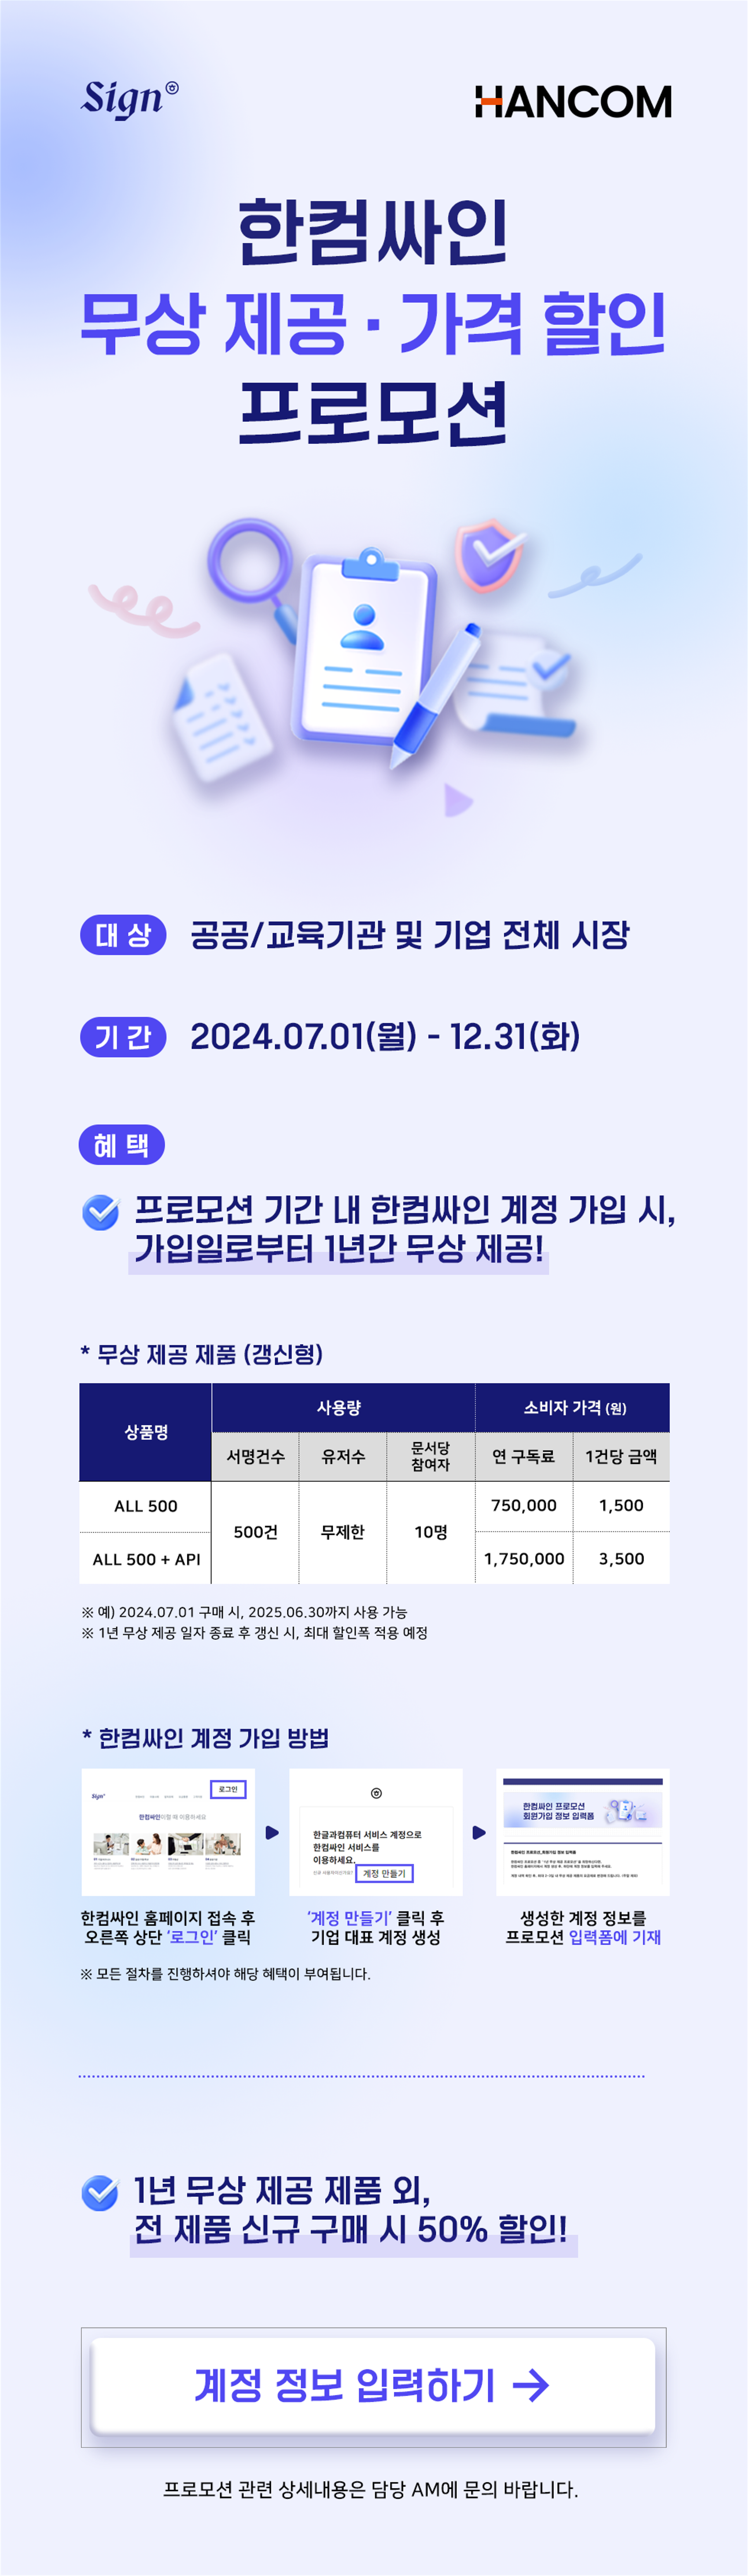 Sign
HANCOM
한컴싸인
무상 제공 · 가격 할인
프로모션
대 상
공공/교육기관 및 기업 전체 시장
기 간
2024.07.01(월) - 12.31(화)
혜 택
프로모션 기간 내 한컴싸인 계정 가입 시,
가입일로부터 1년간 무상 제공!
* 무상 제공 제품 (갱신형)
상품명 사용량 소비자 가격 (원)
서명건수 유저수 문서당 참여자 연 구독료 1건당 금액
ALL 500 750,000 1,500
500건 무제한 10명
ALL 500 + API 1,750,000 3,500
※ 예) 2024.07.01 구매 시, 2025.06.30까지 사용 가능
※ 1년 무상 제공 일자 종료 후 갱신 시, 최대 할인폭 적용 예정
* 한컴싸인 계정 가입 방법
Sign
로그인
한컴싸인이 필요할 때
한글과컴퓨터 서비스 계정으로
한컴싸인 서비스를
이용하세요.
계정 만들기
한컴싸인 프로모션
회원가입 정보 입력폼
한컴싸인 홈페이지 접속 후
오른쪽 상단 ‘로그인’ 클릭
‘계정 만들기’ 클릭 후
기업 대표 계정 생성
생성한 계정 정보를
프로모션 입력폼에 기재
※ 모든 절차를 진행하셔야 해당 혜택이 부여됩니다.
1년 무상 제공 제품 외,
전 제품 신규 구매 시 50% 할인!
계정 정보 입력하기 →
프로모션 관련 상세내용은 담당 AM에 문의 바랍니다.